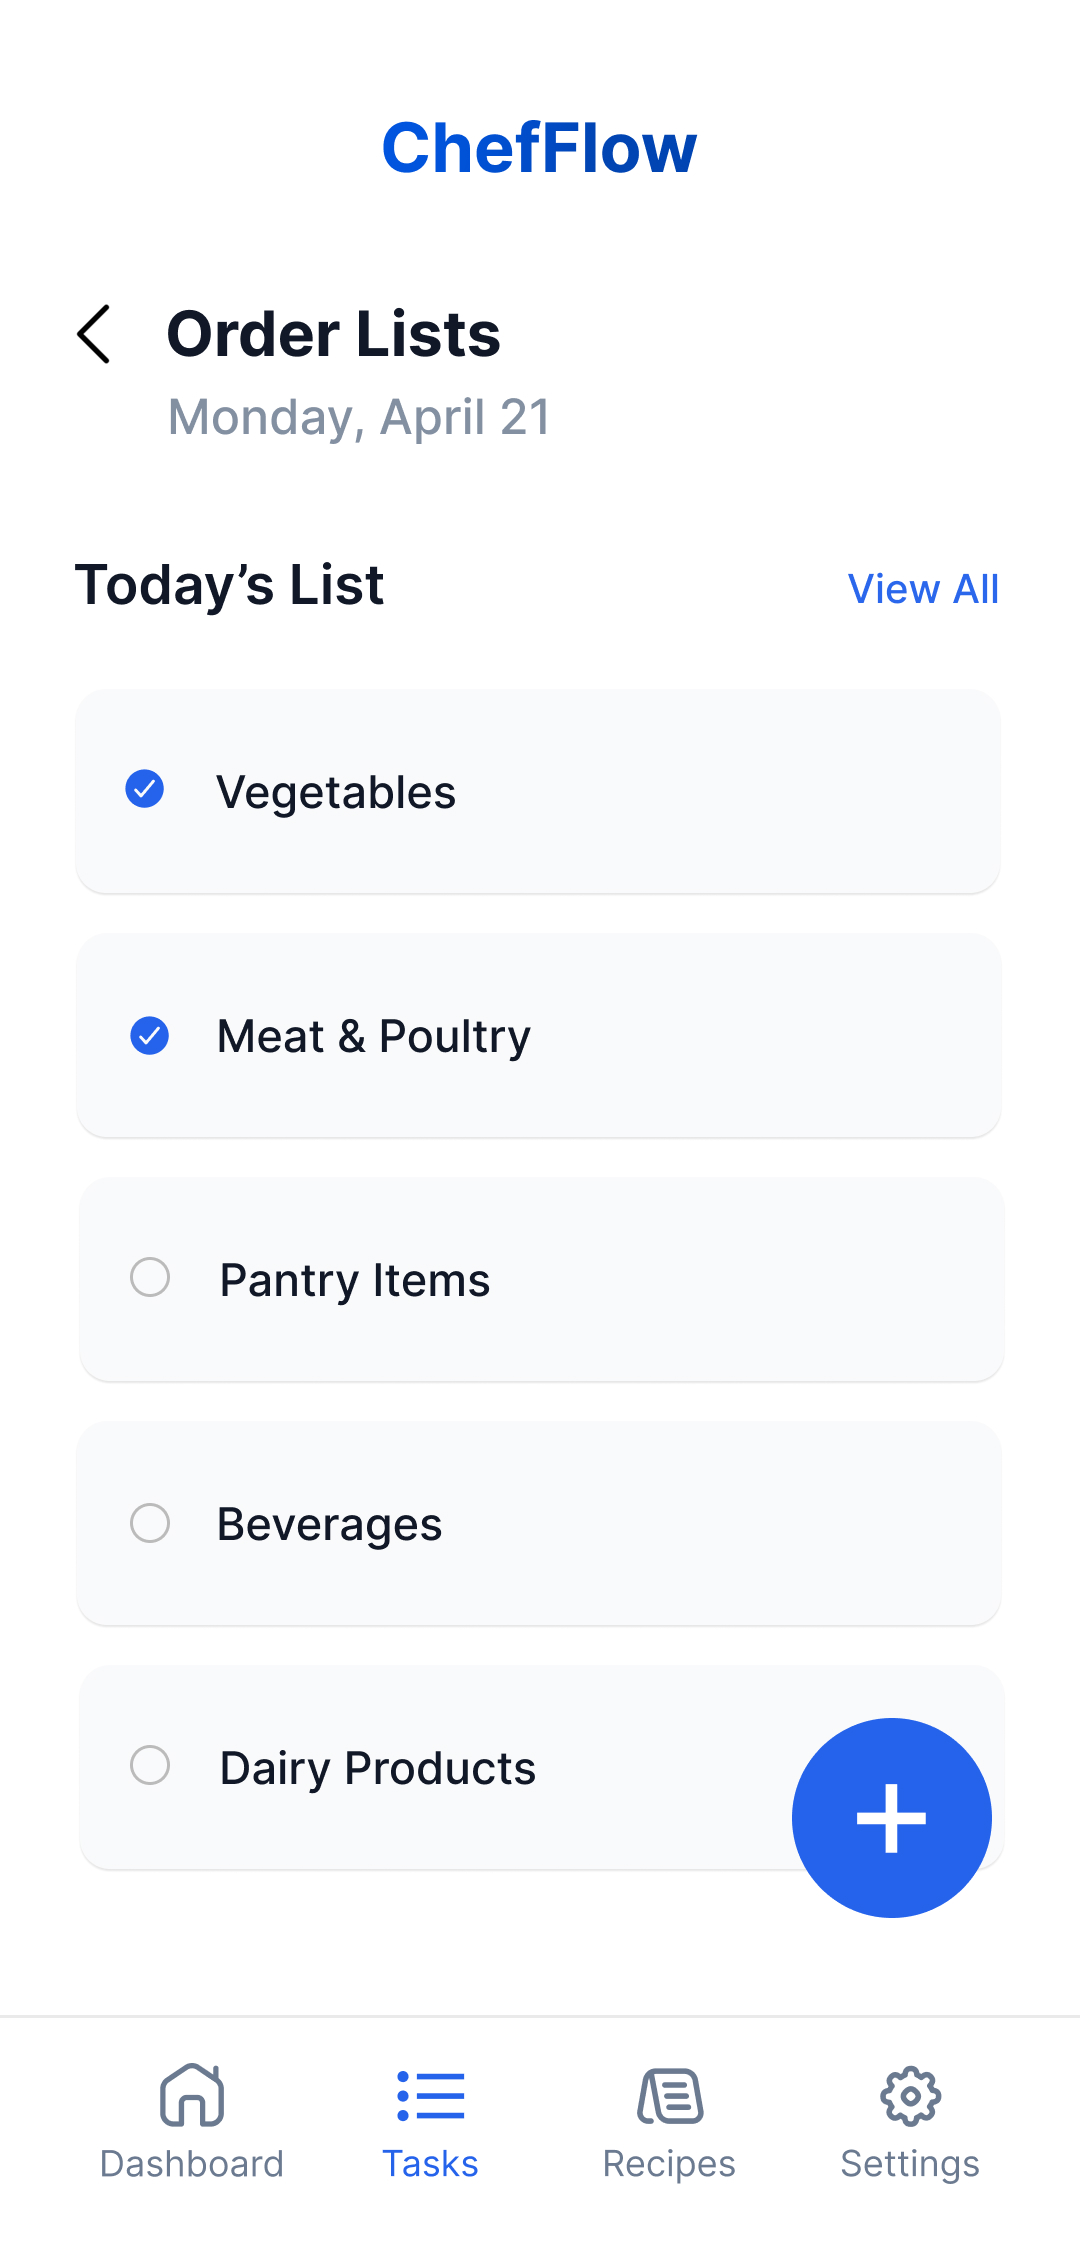 ChefFlow
Order Lists
Monday, April 21
Today’s List
View All
Vegetables
Meat & Poultry
Pantry Items
Beverages
Dairy Products
Dashboard
Tasks
Recipes
Settings